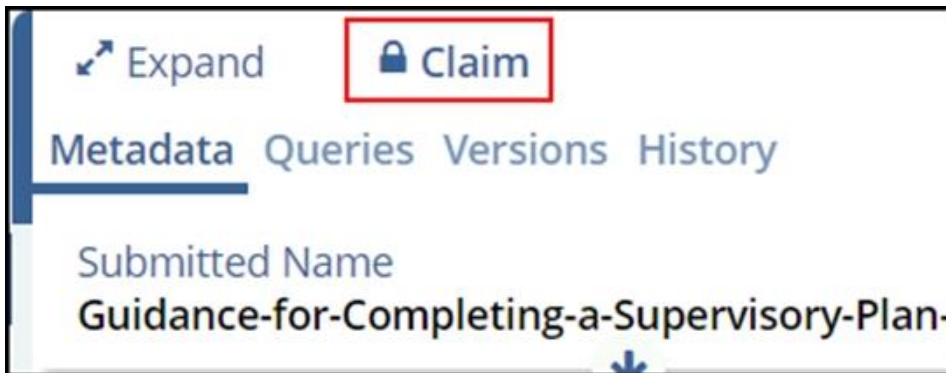 Expand Claim
Metadata Queries Versions History
Submitted Name
Guidance-for-Completing-a-Supervisory-Plan-